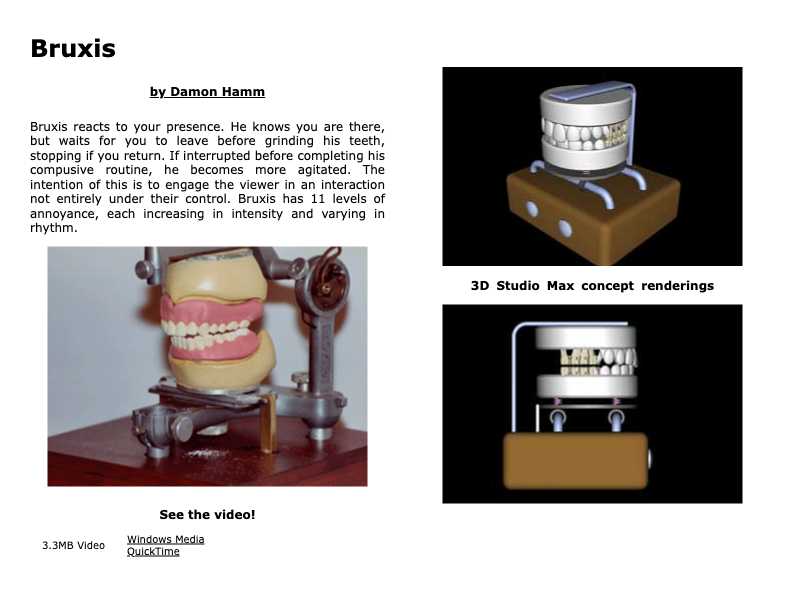 Bruxis
by Damon Hamm
Bruxis reacts to your presence. He knows you are there,
but waits for you to leave before grinding his teeth,
stopping if you return. If interrupted before completing his
compusive routine, he becomes more agitated. The
intention of this is to engage the viewer in an interaction
not entirely under their control. Bruxis has 11 levels of
annoyance, each increasing in intensity and varying in
rhythm.
See the video!
3.3MB Video
Windows Media
QuickTime
3D Studio Max concept renderings